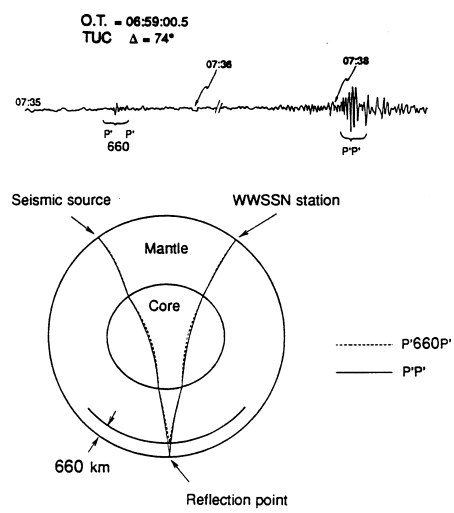 O.T. = 06:59:00.5
TUC Δ = 74°
07:36
07:38
07:35
P' P'
660
P'P'
Seismic source
WWSSN station
Mantle
Core
P'660P'
P'P'
660 km
Reflection point